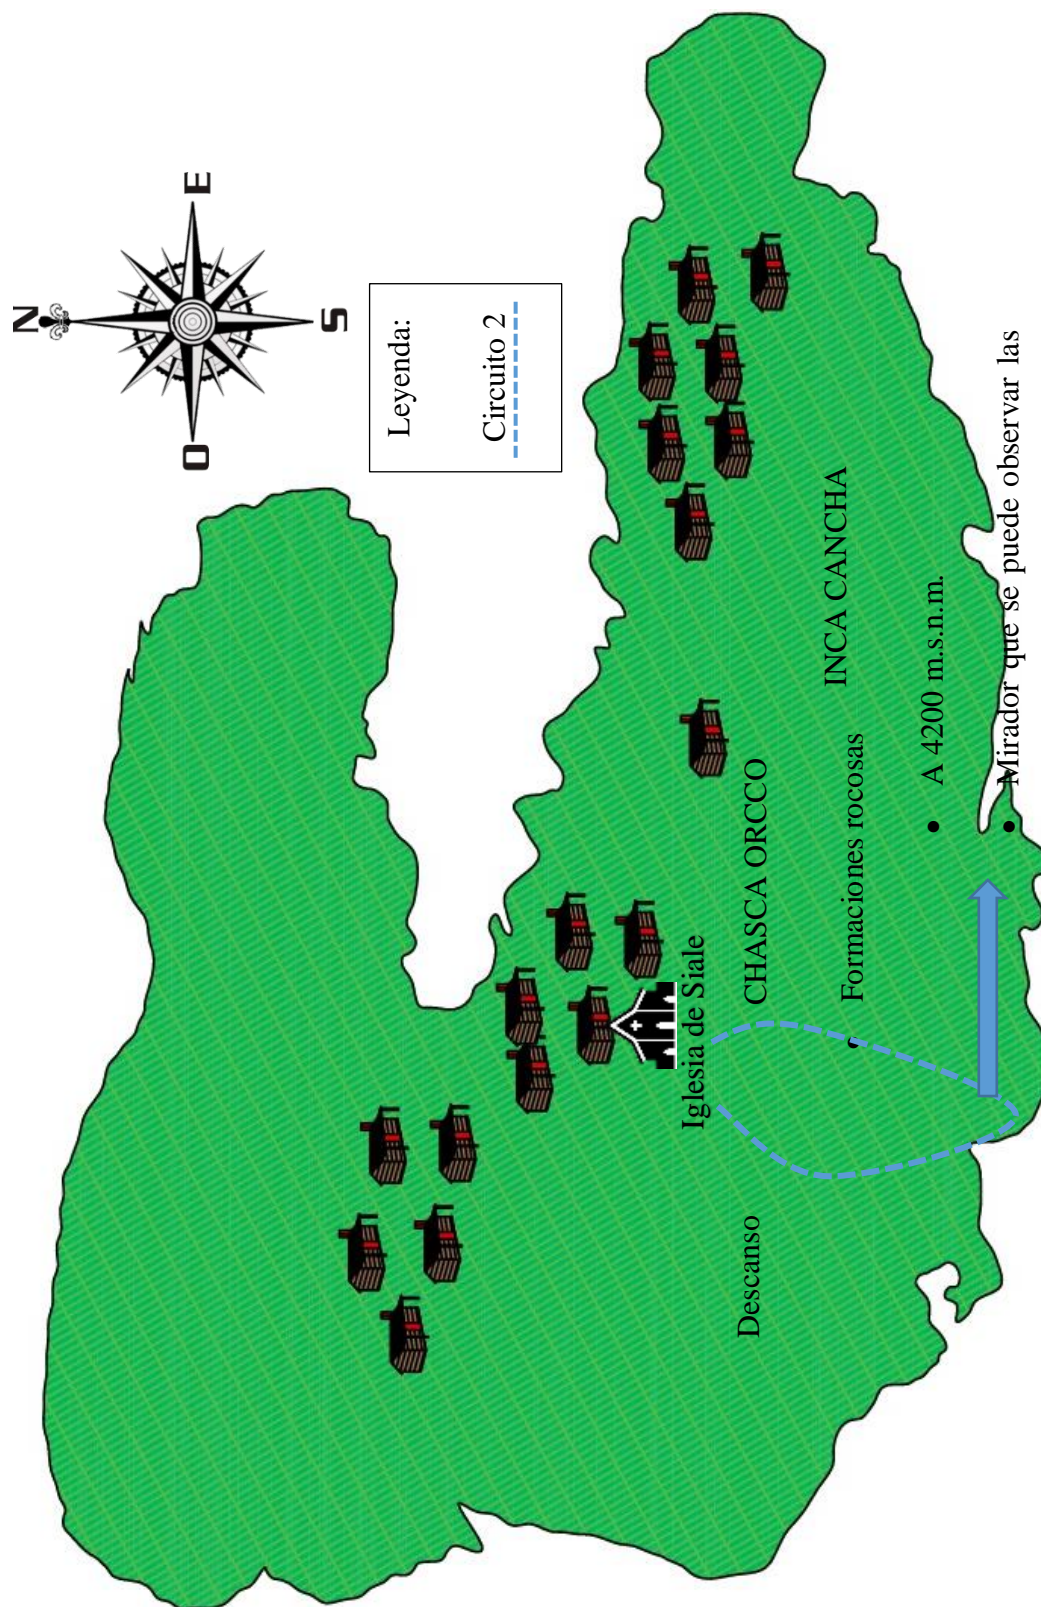 N
O
E
S
Leyenda:
Circuito 2
Iglesia de Siale
CHASCA ORCCO
INCA CANCHA
Descanso
• Formaciones rocosas
• A 4200 m.s.n.m.
• Mirador que se puede observar las